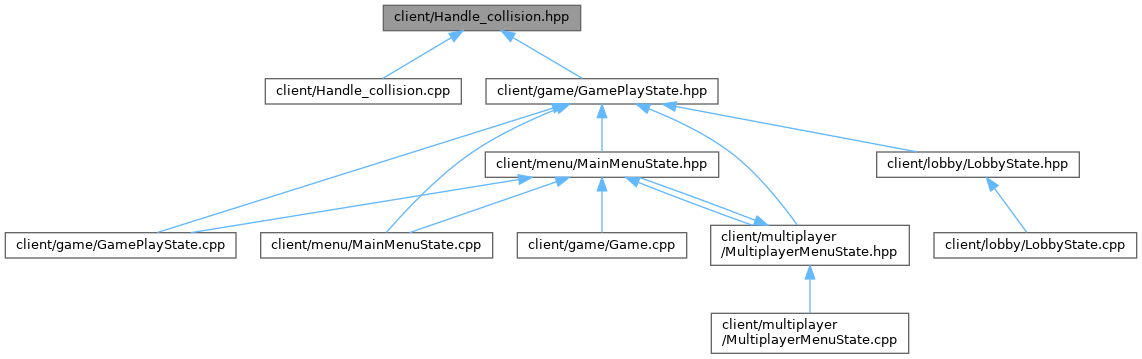 client/Handle_collision.hpp
client/Handle_collision.cpp
client/game/GamePlayState.hpp
client/menu/MainMenuState.hpp
client/lobby/LobbyState.hpp
client/game/GamePlayState.cpp
client/menu/MainMenuState.cpp
client/game/Game.cpp
client/multiplayer
/MultiplayerMenuState.hpp
client/lobby/LobbyState.cpp
client/multiplayer
/MultiplayerMenuState.cpp